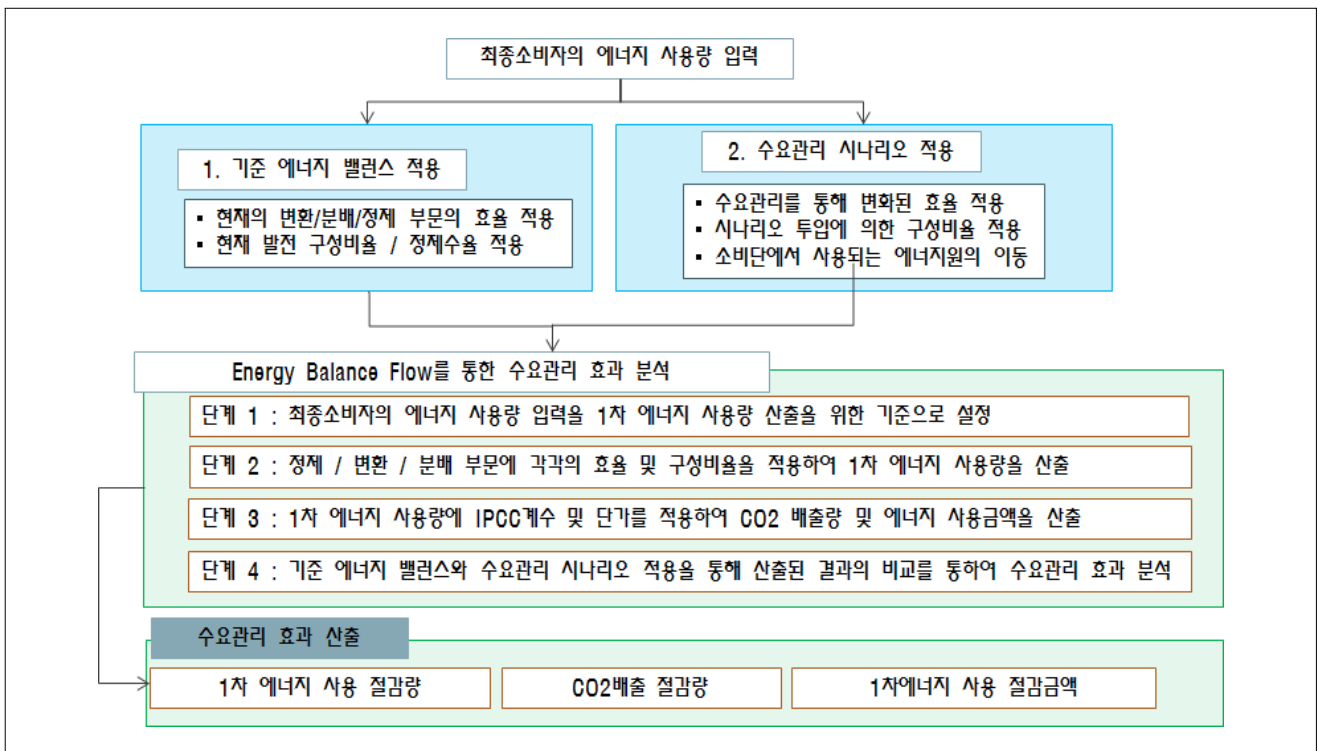 최종소비자의 에너지 사용량 입력
1. 기준 에너지 밸런스 적용
▪ 현재의 변환/분배/정제 부문의 효율 적용
▪ 현재 발전 구성비율 / 정제수율 적용
2. 수요관리 시나리오 적용
▪ 수요관리를 통해 변화된 효율 적용
▪ 시나리오 투입에 의한 구성비율 적용
▪ 소비단에서 사용되는 에너지원의 이동
Energy Balance Flow를 통한 수요관리 효과 분석
단계 1 : 최종소비자의 에너지 사용량 입력을 1차 에너지 사용량 산출을 위한 기준으로 설정
단계 2 : 정제 / 변환 / 분배 부문에 각각의 효율 및 구성비율을 적용하여 1차 에너지 사용량을 산출
단계 3 : 1차 에너지 사용량에 IPCC계수 및 단가를 적용하여 CO2 배출량 및 에너지 사용금액을 산출
단계 4 : 기준 에너지 밸런스와 수요관리 시나리오 적용을 통해 산출된 결과의 비교를 통하여 수요관리 효과 분석
수요관리 효과 산출
1차 에너지 사용 절감량
CO2배출 절감량
1차에너지 사용 절감금액